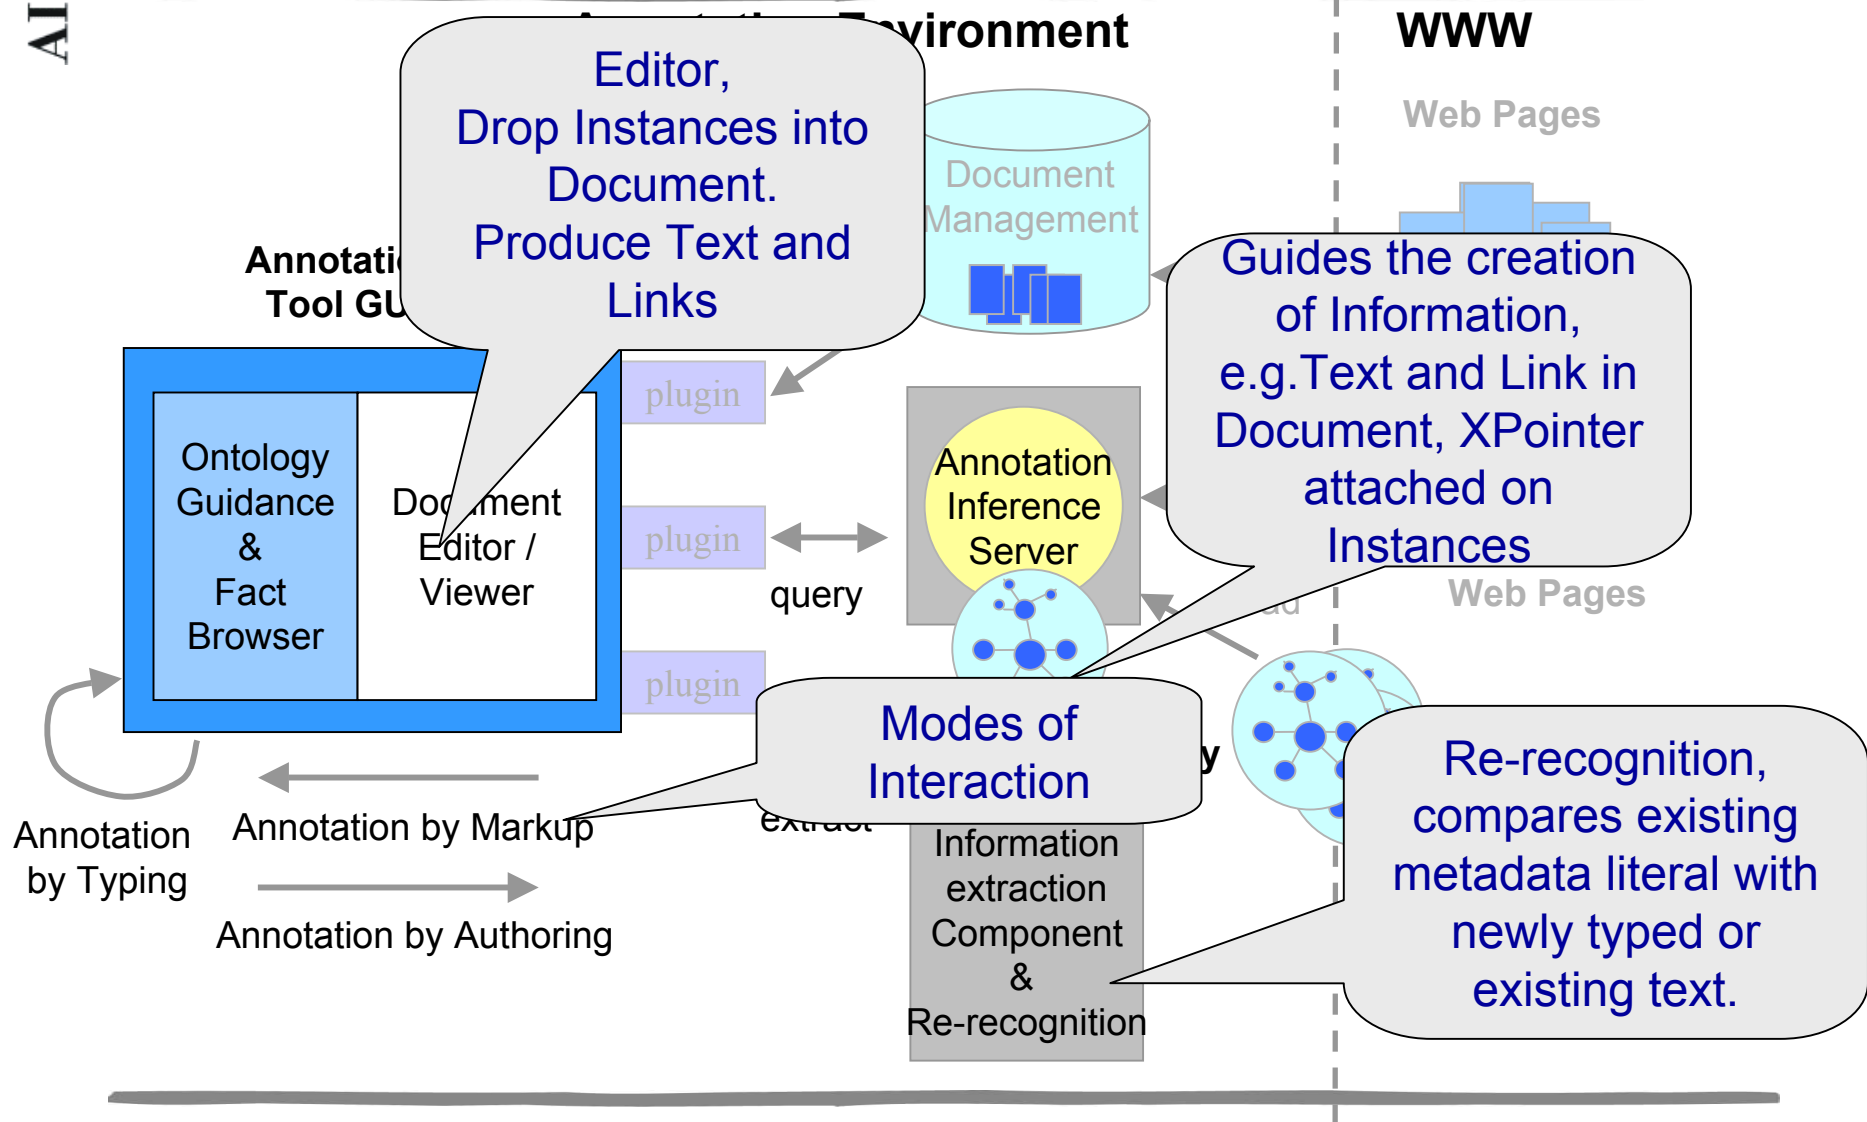 AI
Environment
WWW
Editor,
Drop Instances into
Document.
Produce Text and
Links
Web Pages
Document
Management
Tool
Guides the creation
of Information,
e.g.Text and Link in
Document, XPointer
attached on
Instances
plugin
plugin
plugin
Ontology
Guidance
&
Fact
Browser
Document
Editor /
Viewer
Annotation
Inference
Server
query
Web Pages
Modes of
Interaction
extract
Annotation by Markup
Annotation
by Typing
Annotation by Authoring
Information
extraction
Component
&
Re-recognition
Re-recognition,
compares existing
metadata literal with
newly typed or
existing text.